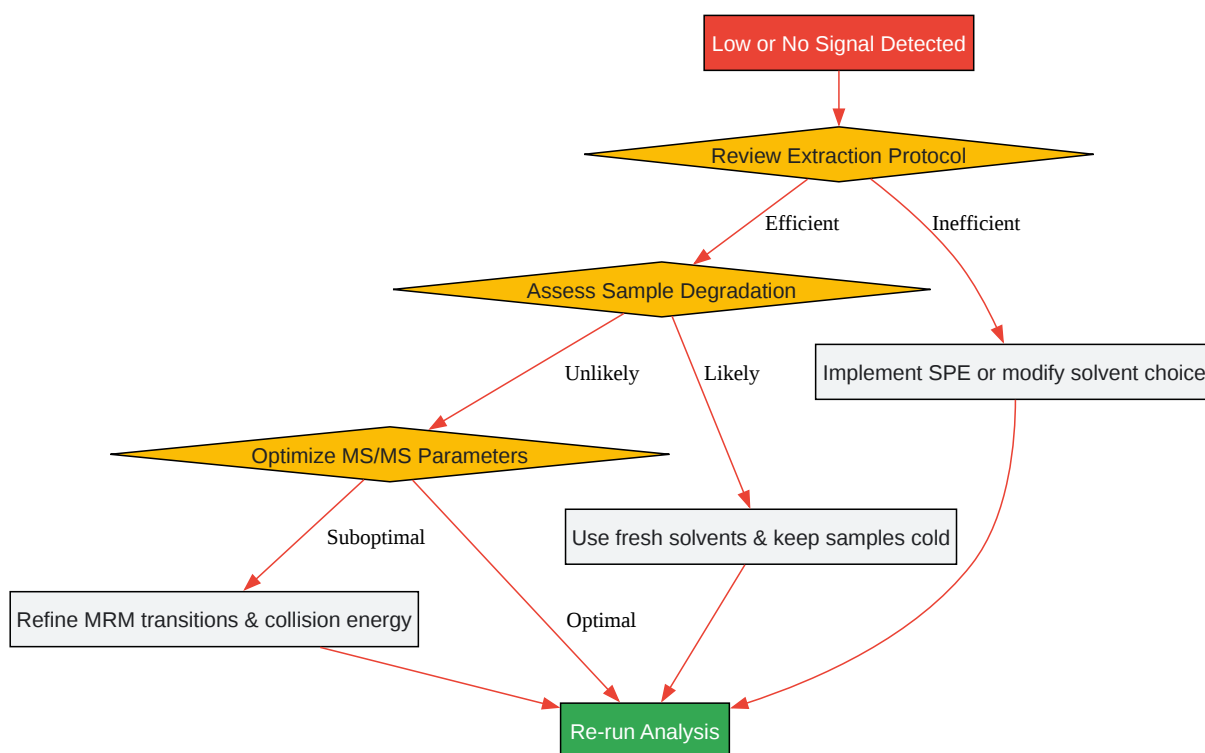 Low or No Signal Detected
Review Extraction Protocol
Efficient
Inefficient
Assess Sample Degradation
Unlikely
Likely
Implement SPE or modify solvent choice
Optimize MS/MS Parameters
Suboptimal
Use fresh solvents & keep samples cold
Refine MRM transitions & collision energy
Optimal
Re-run Analysis